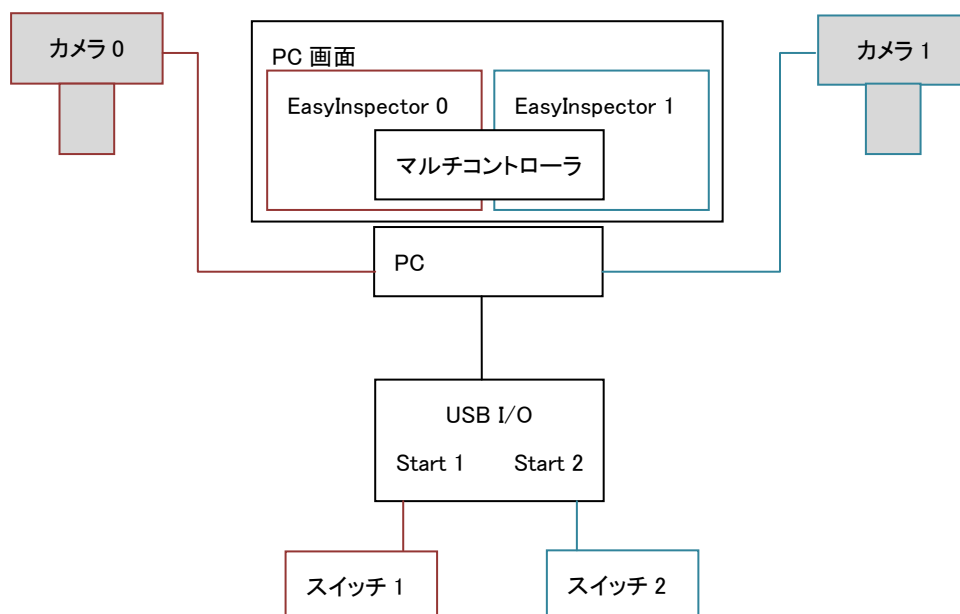 カメラ 0
カメラ 1
PC 画面
EasyInspector 0
EasyInspector 1
マルチコントローラ
PC
USB I/O
Start 1
Start 2
スイッチ 1
スイッチ 2